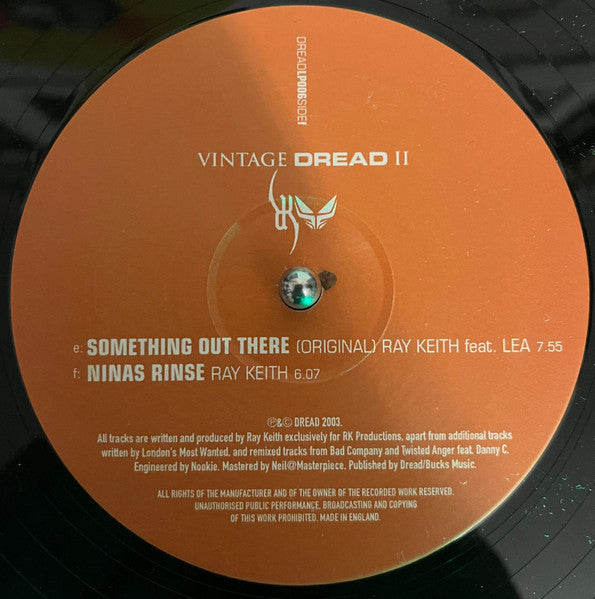 DREADLP006SIDEf
VINTAGE DREAD II
e: SOMETHING OUT THERE (ORIGINAL) RAY KEITH feat. LEA 7.55
f: NINAS RINSE RAY KEITH 6.07
℗&© DREAD 2003.
All tracks are written and produced by Ray Keith exclusively for RK Productions, apart from additional tracks
written by London's Most Wanted, and remixed tracks from Bad Company and Twisted Anger feat. Danny C.
Engineered by Nookie. Mastered by Neil@Masterpiece. Published by Dread/Bucks Music.
ALL RIGHTS OF THE MANUFACTURER AND OF THE OWNER OF THE RECORDED WORK RESERVED.
UNAUTHORISED PUBLIC PERFORMANCE, BROADCASTING AND COPYING
OF THIS WORK PROHIBITED. MADE IN ENGLAND.